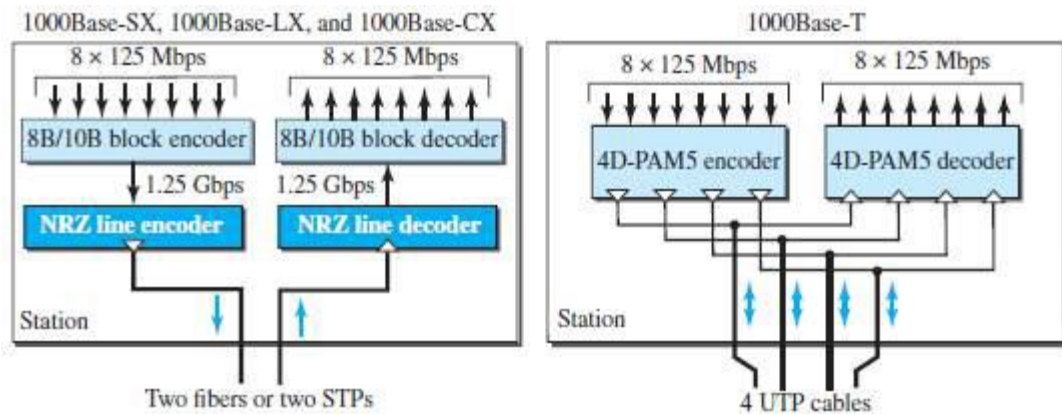 1000Base-SX, 1000Base-LX, and 1000Base-CX
8 × 125 Mbps
8 × 125 Mbps
8B/10B block encoder
8B/10B block decoder
1.25 Gbps
1.25 Gbps
NRZ line encoder
NRZ line decoder
Station
Two fibers or two STPs
1000Base-T
8 × 125 Mbps
8 × 125 Mbps
4D-PAM5 encoder
4D-PAM5 decoder
Station
4 UTP cables